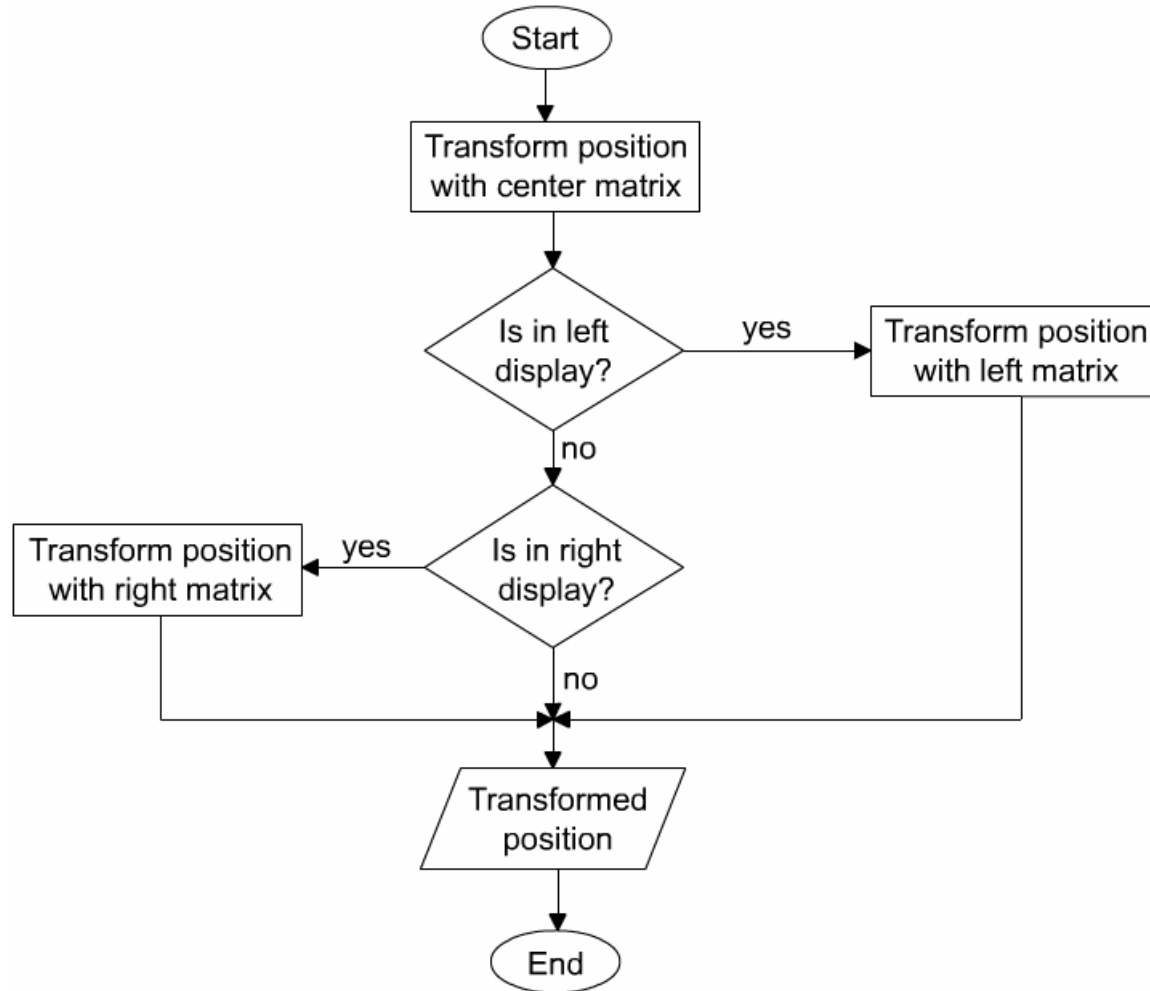 Start
Transform position
with center matrix
Is in left
display?
yes
Transform position
with left matrix
no
Is in right
display?
yes
Transform position
with right matrix
no
Transformed
position
End